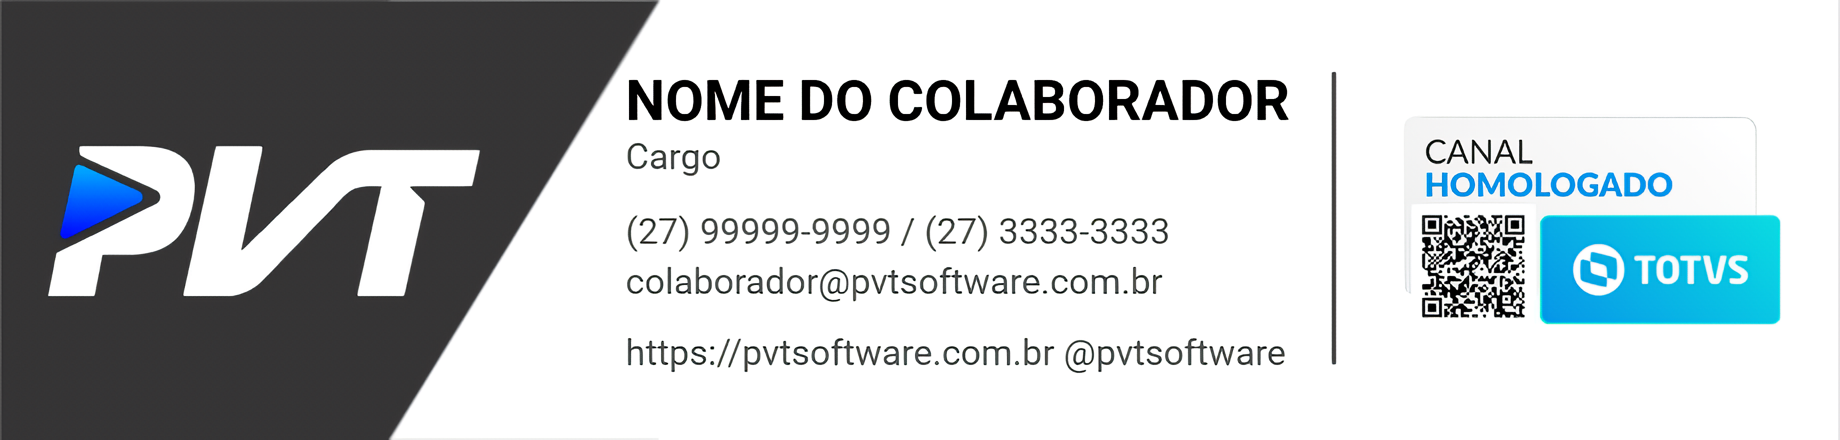 PVT
NOME DO COLABORADOR
Cargo
(27) 99999-9999 / (27) 3333-3333
colaborador@pvtsoftware.com.br
https://pvtsoftware.com.br @pvtsoftware
CANAL
HOMOLOGADO
TOTVS